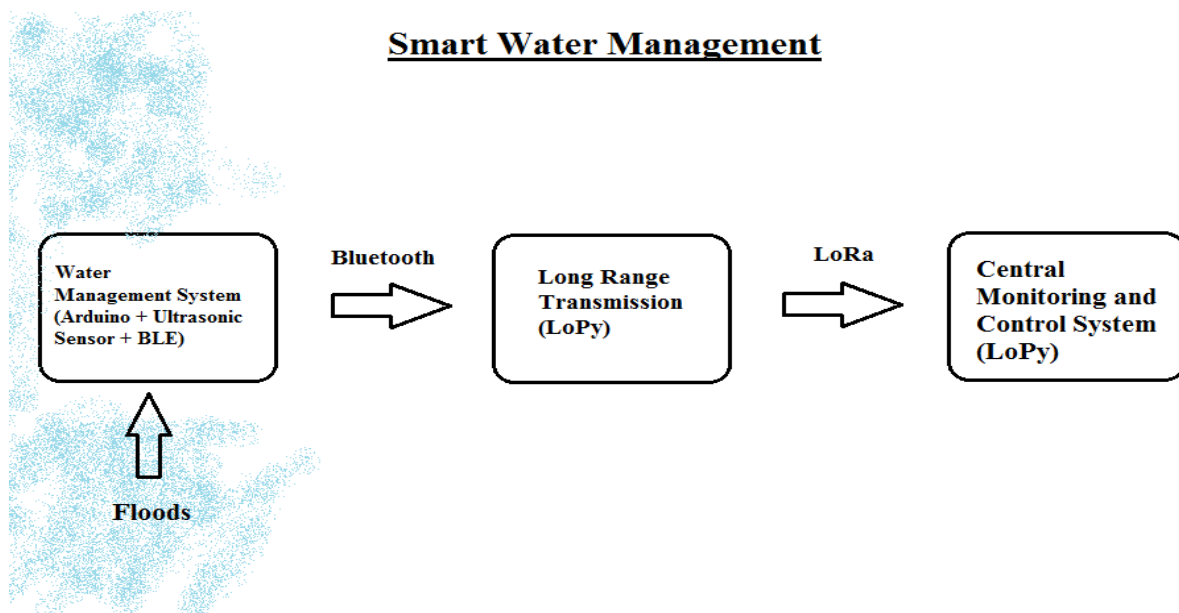 Smart Water Management
Water
Management System
(Arduino + Ultrasonic
Sensor + BLE)
Bluetooth
Long Range
Transmission
(LoPy)
LoRa
Central
Monitoring and
Control System
(LoPy)
Floods